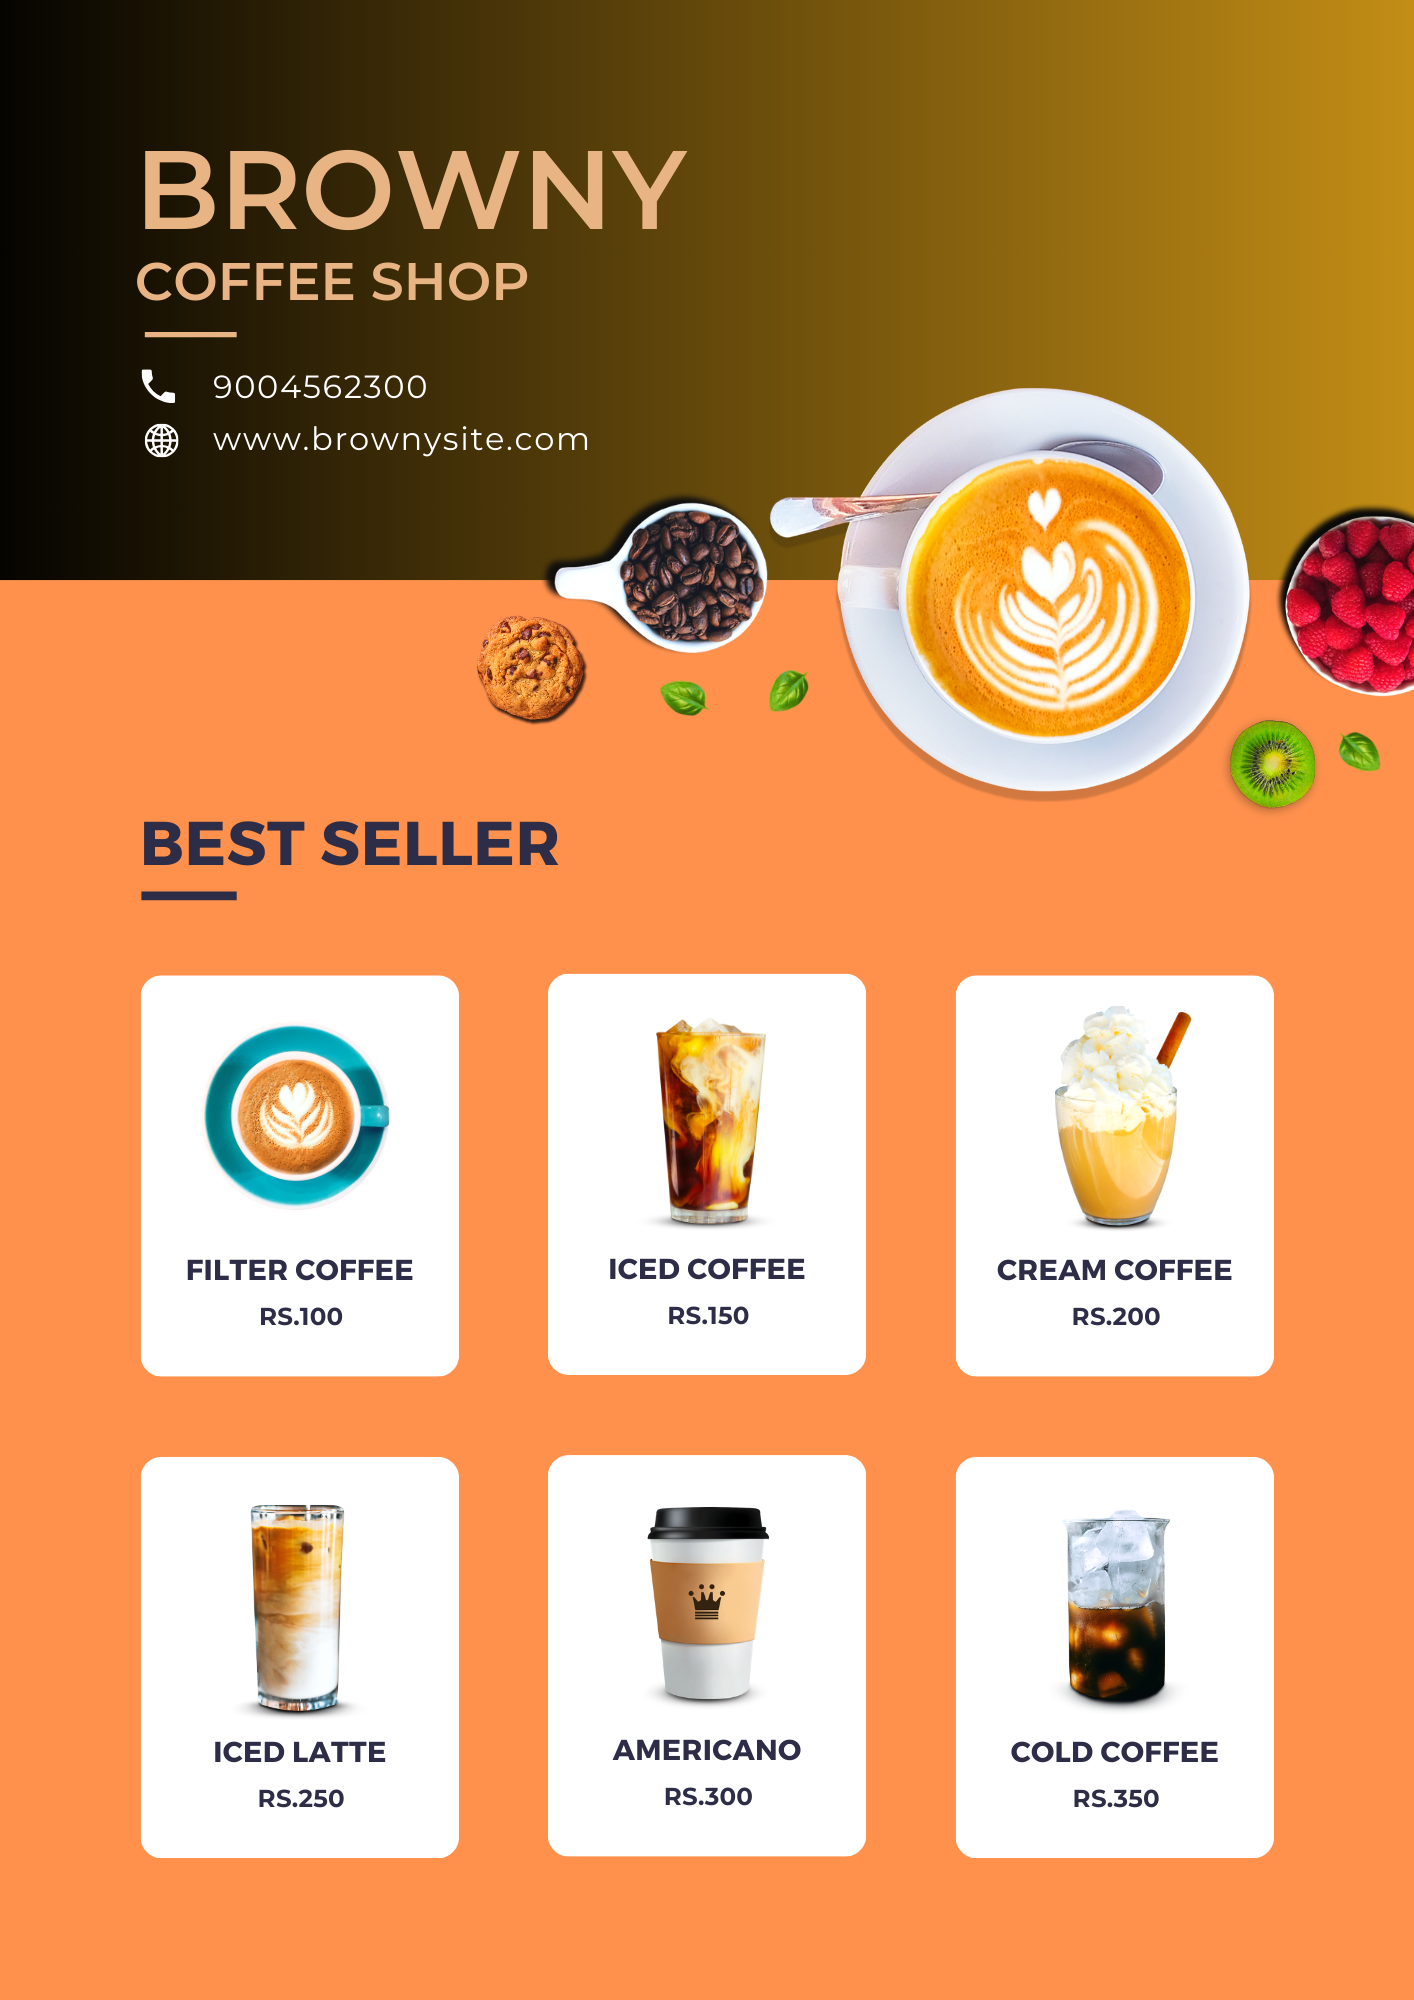 BROWNY
COFFEE SHOP
9004562300
www.brownysite.com
BEST SELLER
FILTER COFFEE
RS.100
ICED COFFEE
RS.150
CREAM COFFEE
RS.200
ICED LATTE
RS.250
AMERICANO
RS.300
COLD COFFEE
RS.350